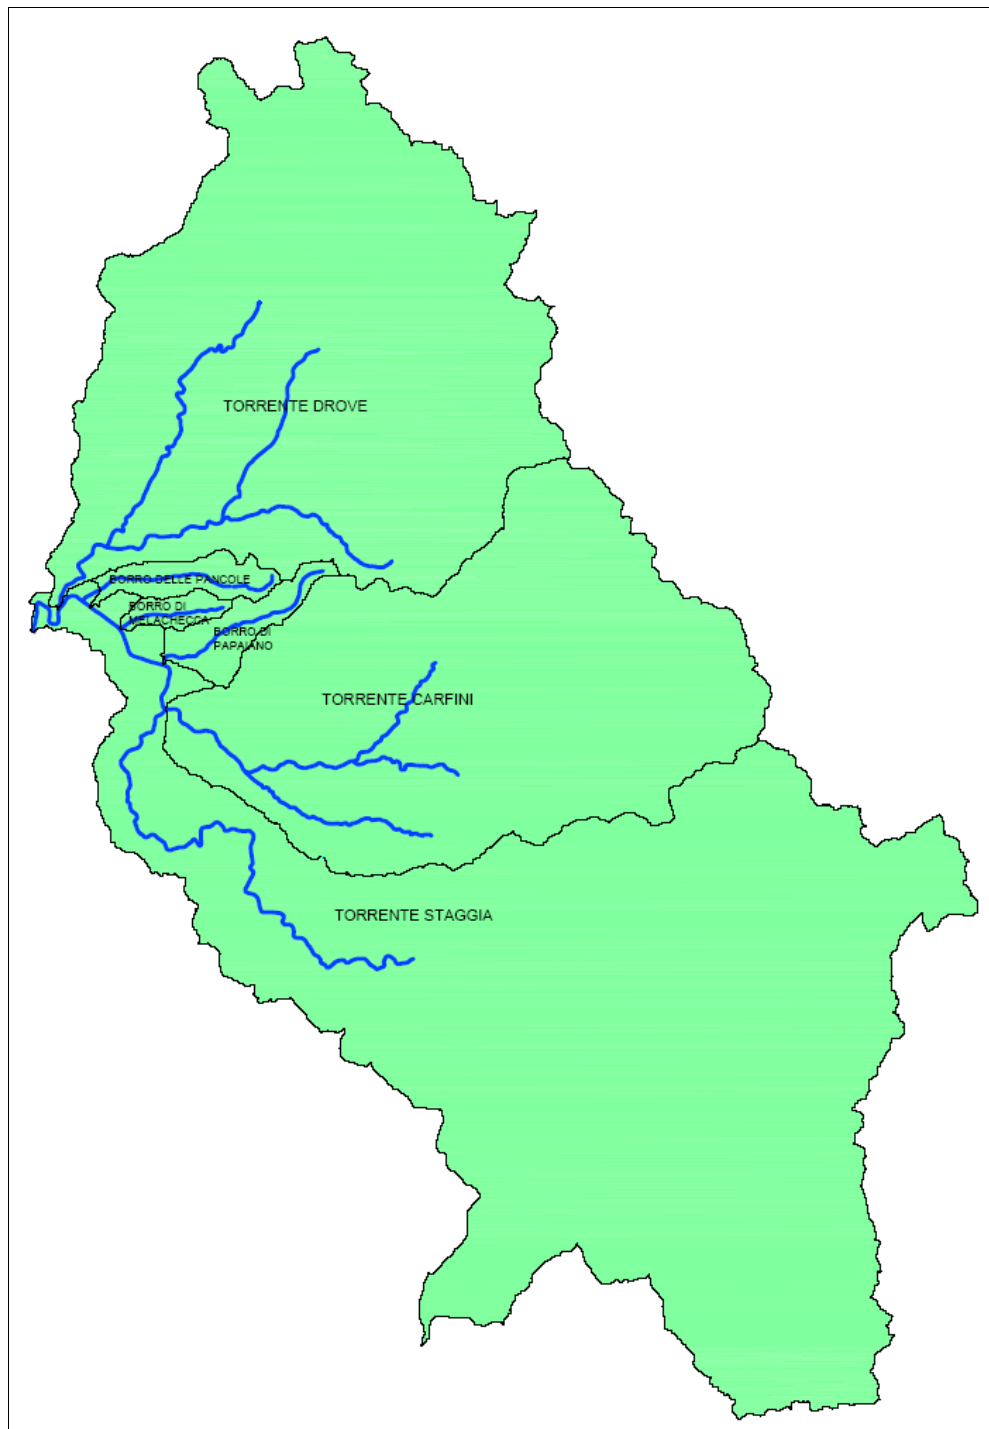 TORRENTE DROVE
BORRO DELLE PANCOLE
BORRO DI
MELACHECCA
BORRO DI
PAPAIANO
TORRENTE CARFINI
TORRENTE STAGGIA